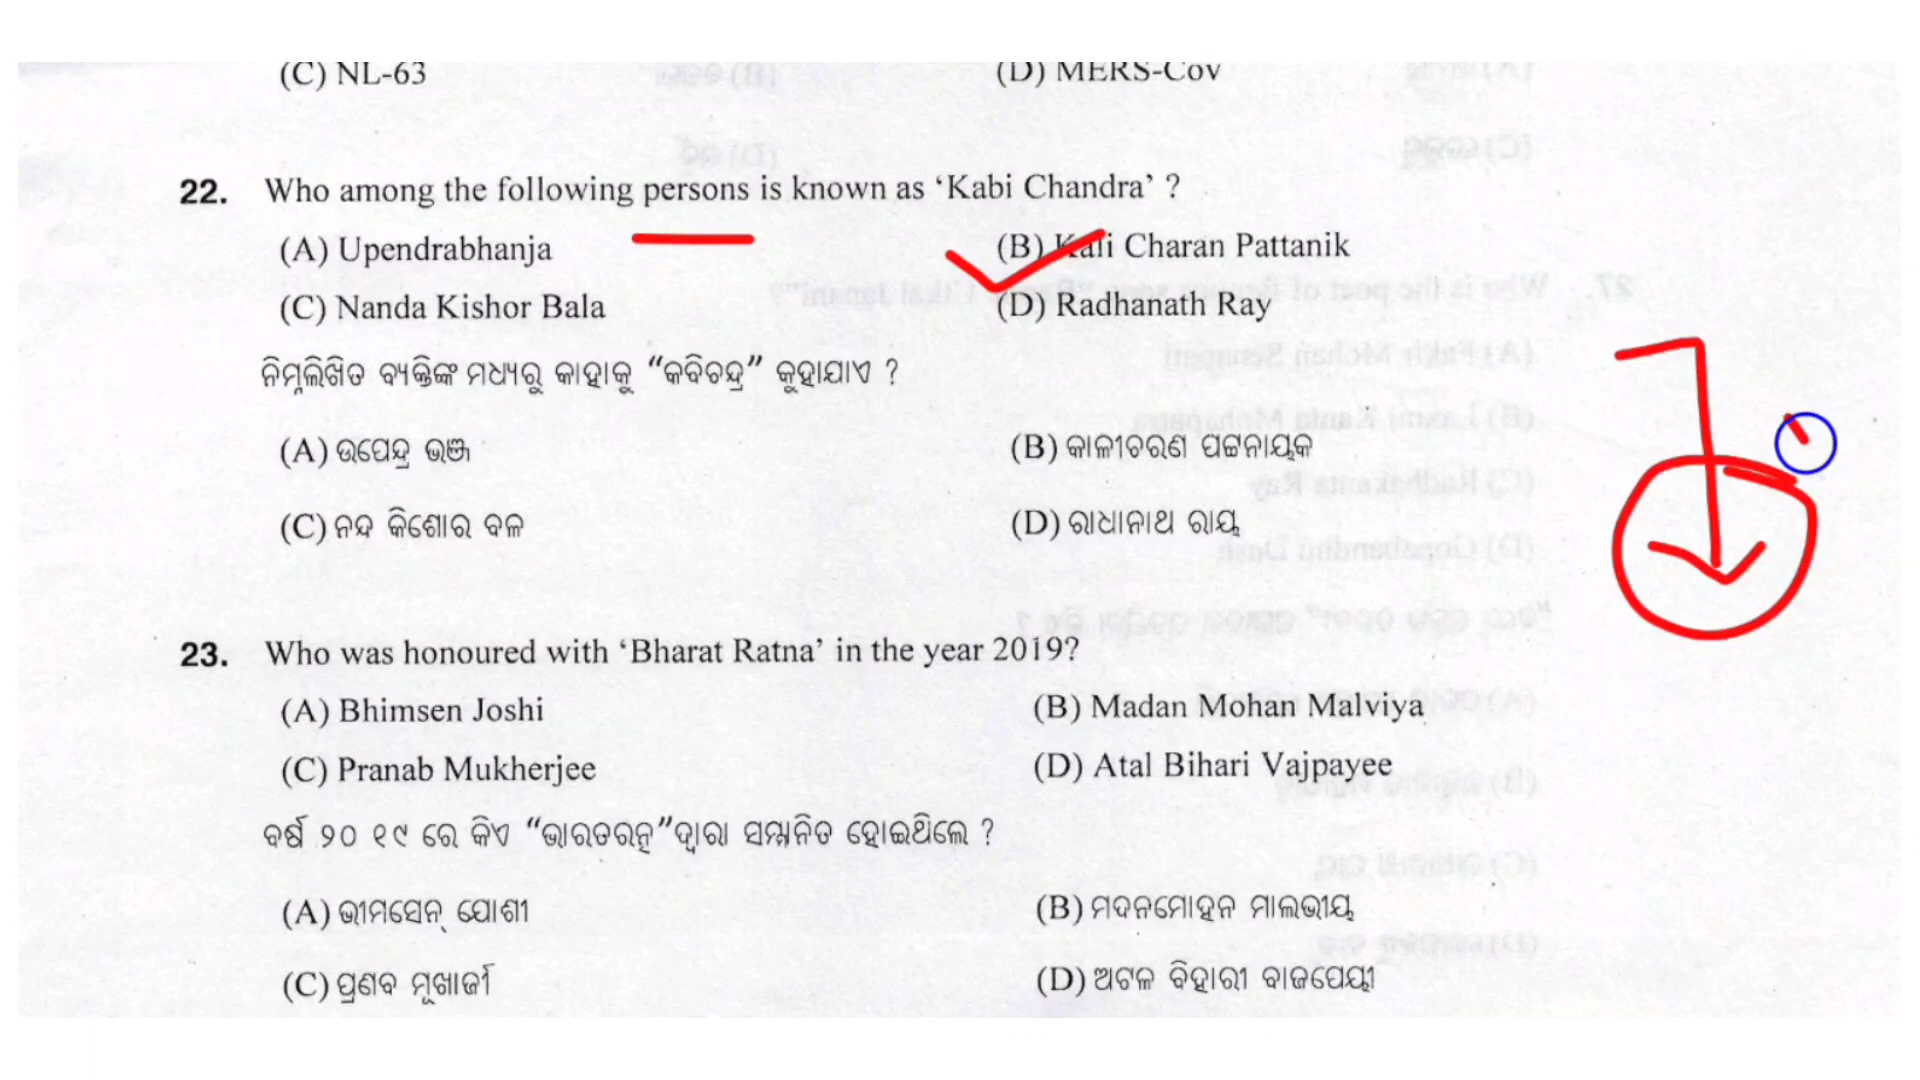 (C) NL-63 (D) MERS-Cov
22. Who among the following persons is known as ‘Kabi Chandra’ ?
(A) Upendrabhanja (B) Kali Charan Pattanik
(C) Nanda Kishor Bala (D) Radhanath Ray
ନିମ୍ନଲିଖିତ ବ୍ୟକ୍ତିଙ୍କ ମଧ୍ୟରୁ କାହାକୁ “କବିଚନ୍ଦ୍ର” କୁହାଯାଏ ?
(A) ଉପେନ୍ଦ୍ର ଭଞ୍ଜ (B) କାଳୀଚରଣ ପଟ୍ଟନାୟକ
(C) ନନ୍ଦ କିଶୋର ବଳ (D) ରାଧାନାଥ ରାୟ
23. Who was honoured with ‘Bharat Ratna’ in the year 2019?
(A) Bhimsen Joshi (B) Madan Mohan Malviya
(C) Pranab Mukherjee (D) Atal Bihari Vajpayee
ବର୍ଷ ୨୦ ୧୯ ରେ କିଏ “ଭାରତରତ୍ନ”ଦ୍ୱାରା ସମ୍ମାନିତ ହୋଇଥିଲେ ?
(A) ଭୀମସେନ୍ ଯୋଶୀ (B) ମଦନମୋହନ ମାଲଭୀୟ
(C) ପ୍ରଣବ ମୂଖାର୍ଜୀ (D) ଅଟଳ ବିହାରୀ ବାଜପେୟୀ